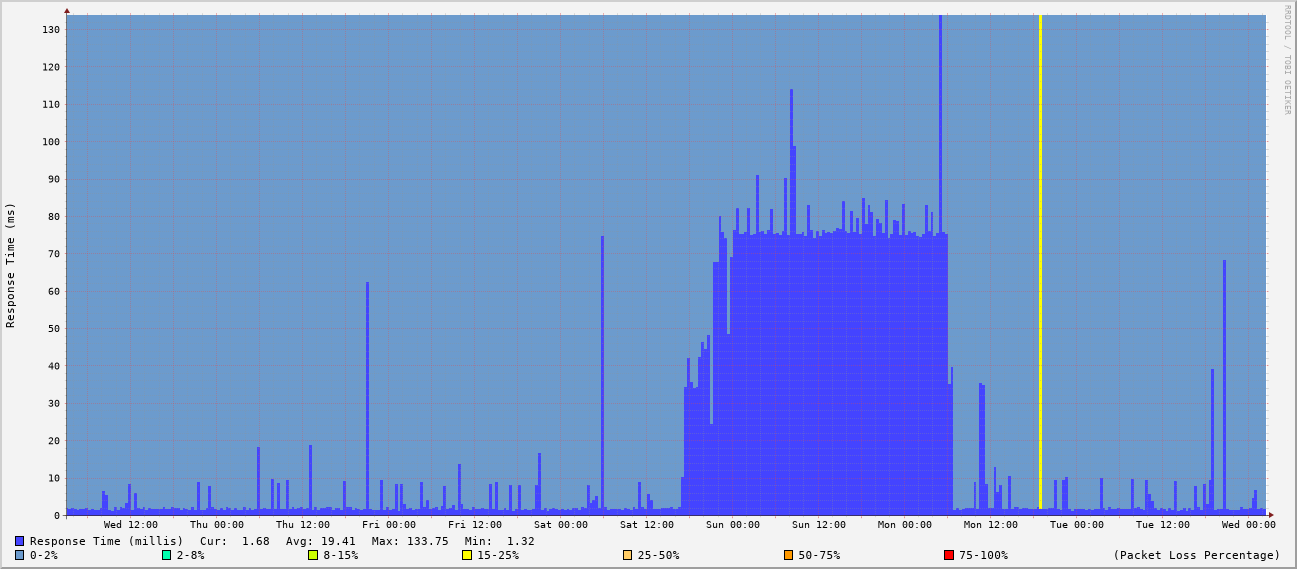 RRDTOOL / TOBI OETIKER
Response Time (ms)
130
120
110
100
90
80
70
60
50
40
30
20
10
0
Wed 12:00 Thu 00:00 Thu 12:00 Fri 00:00 Fri 12:00 Sat 00:00 Sat 12:00 Sun 00:00 Sun 12:00 Mon 00:00 Mon 12:00 Tue 00:00 Tue 12:00 Wed 00:00
Response Time (millis) Cur: 1.68 Avg: 19.41 Max: 133.75 Min: 1.32
0-2% 2-8% 8-15% 15-25% 25-50% 50-75% 75-100% (Packet Loss Percentage)